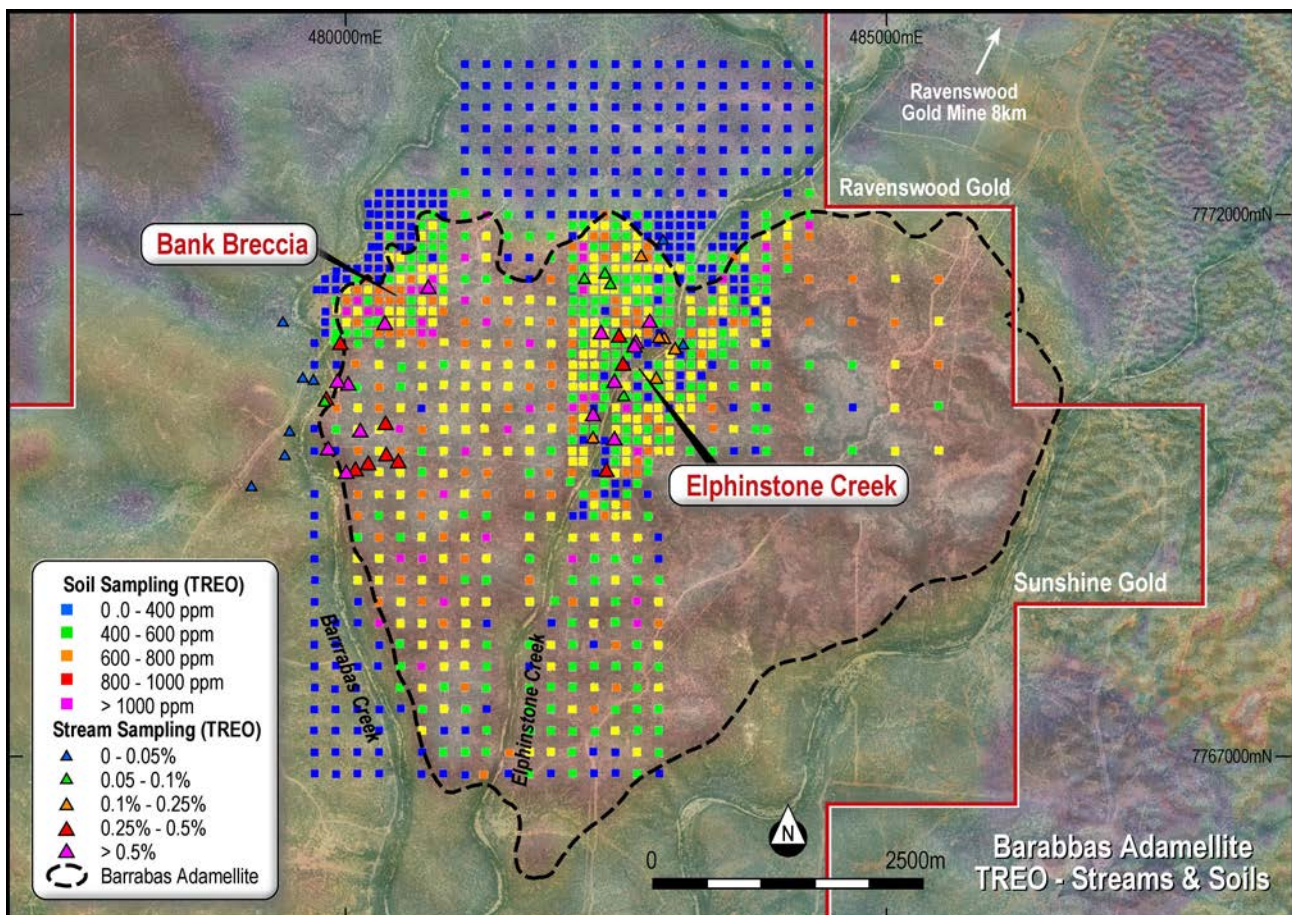 480000mE
485000mE
Ravenswood
Gold Mine 8km
Ravenswood Gold
7772000mN
Bank Breccia
Elphinstone Creek
Sunshine Gold
Barrabas Creek
Elphinstone Creek
7767000mN
Soil Sampling (TREO)
0 .0 - 400 ppm
400 - 600 ppm
600 - 800 ppm
800 - 1000 ppm
> 1000 ppm
Stream Sampling (TREO)
0 - 0.05%
0.05 - 0.1%
0.1% - 0.25%
0.25% - 0.5%
> 0.5%
Barrabas Adamellite
N
0
2500m
Barabbas Adamellite
TREO - Streams & Soils